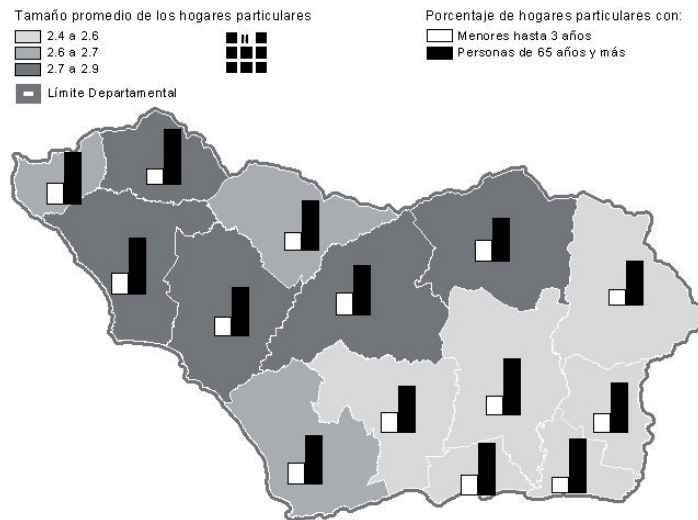 Tamaño promedio de los hogares particulares
2.4 a 2.6
2.6 a 2.7
2.7 a 2.9
Límite Departamental
N
Porcentaje de hogares particulares con:
Menores hasta 3 años
Personas de 65 años y más